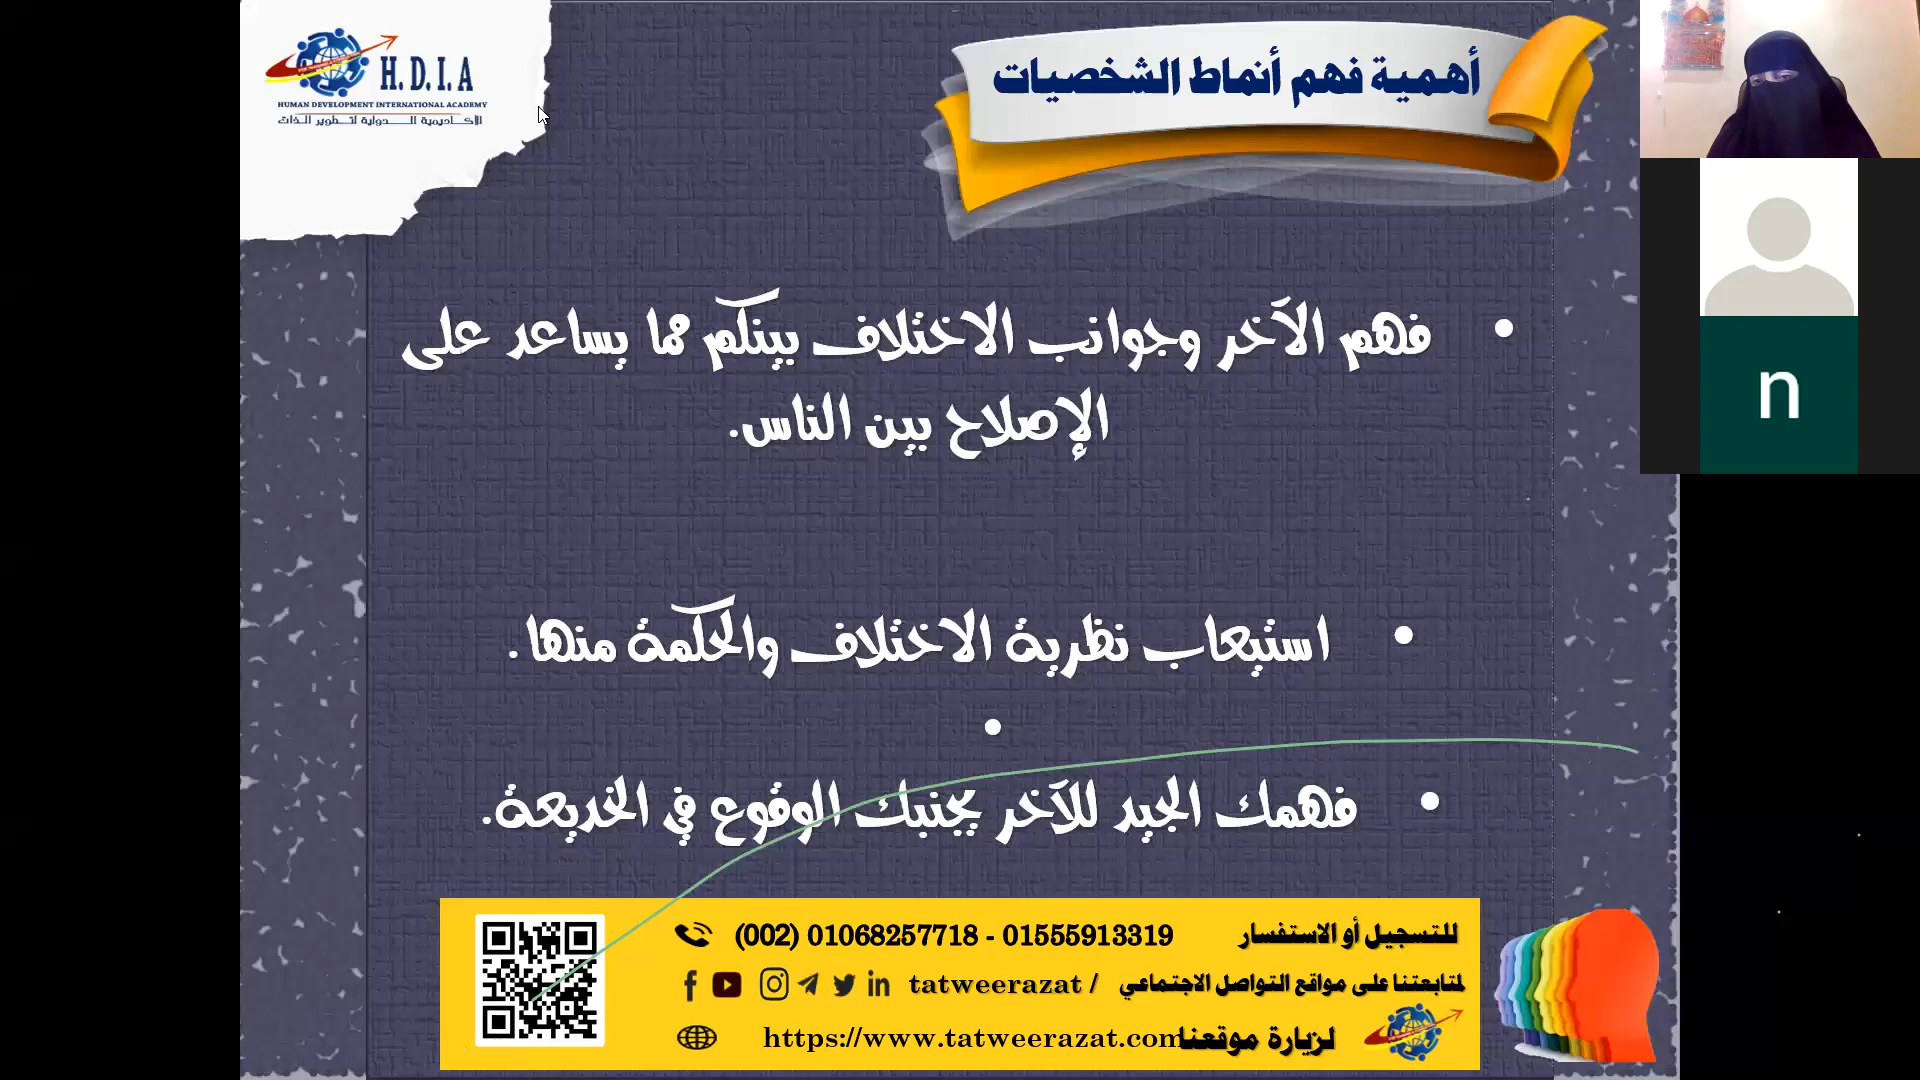 H.D.I.A
HUMAN DEVELOPMENT INTERNATIONAL ACADEMY
الأكاديمية الدولية لتطوير الذات
أهمية فهم أنماط الشخصيات
• فهم الآخر وجوانب الاختلاف بينكم مما يساعد على
الإصلاح بين الناس.
• استيعاب نظرية الاختلاف والحكمة منها.
•
• فهمك الجيد للآخر يجنبك الوقوع في الخديعة.
للتسجيل أو الاستفسار (002) 01068257718 - 01555913319
لمتابعتنا على مواقع التواصل الاجتماعي / tatweerazat
لزيارة موقعنا https://www.tatweerazat.com
n